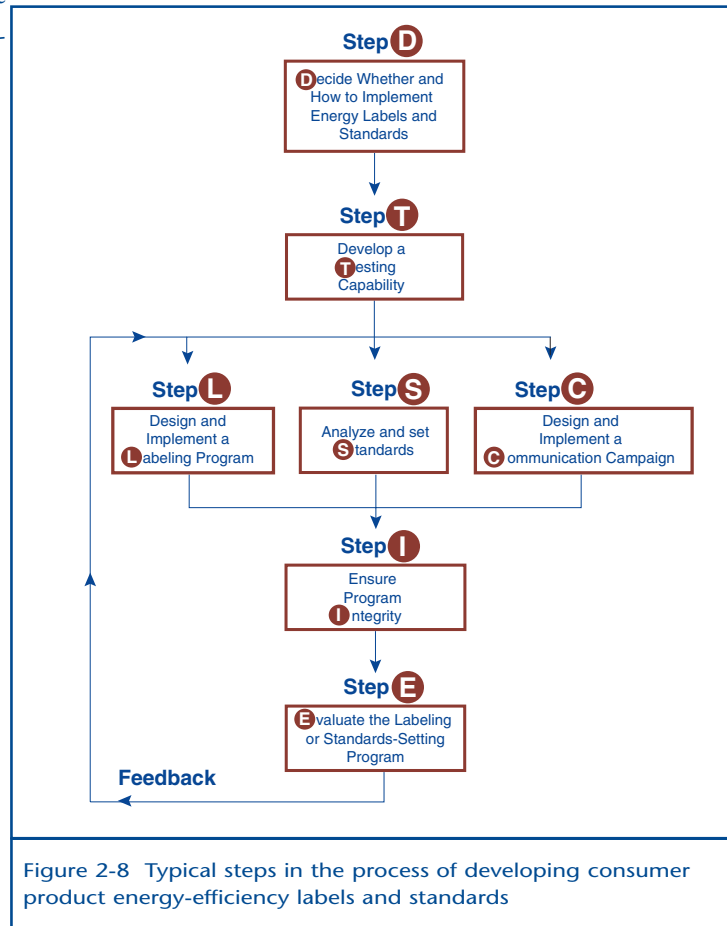 Step D
Decide Whether and
How to Implement
Energy Labels and
Standards
Step T
Develop a
Testing
Capability
Step L
Design and
Implement a
Labeling Program
Step S
Analyze and set
Standards
Step C
Design and
Implement a
Communication Campaign
Step I
Ensure
Program
Integrity
Step E
Evaluate the Labeling
or Standards-Setting
Program
Feedback
Figure 2-8 Typical steps in the process of developing consumer
product energy-efficiency labels and standards